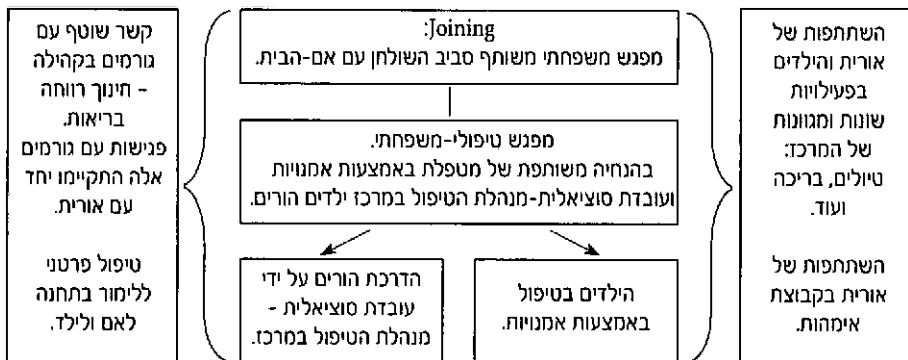 השתתפות של
אורית והילדים
בפעילויות
שונות ומגוונות
של המרכז:
טיולים, בריכה
ועוד.
השתתפות של
אורית בקבוצת
אימהות.
Joining:
מפגש משפחתי משותף סביב השולחן עם אם-הבית.
מפגש טיפולי-משפחתי.
בהנחיה משותפת של מטפלת באמצעות אמנויות
ועובדת סוציאלית-מנהלת הטיפול במרכז ילדים הורים.
הילדים בטיפול
באמצעות אמנויות.
הדרכת הורים על ידי
עובדת סוציאלית -
מנהלת הטיפול במרכז.
קשר שוטף עם
גורמים בקהילה
- חינוך רווחה
בריאות.
פגישות עם גורמים
אלה התקיימו יחד
עם אורית.
טיפול פרטני
ללימור בתחנה
לאם ולילד.